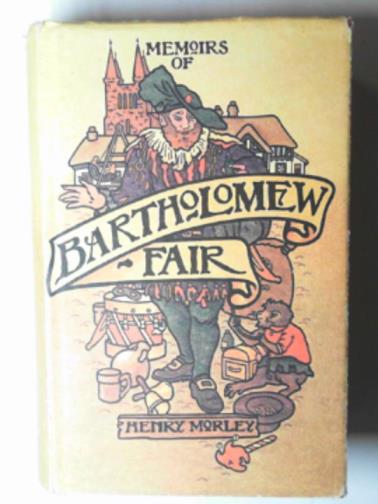 MEMOIRS
OF
BARTHOLOMEW
FAIR
HENRY MORLEY